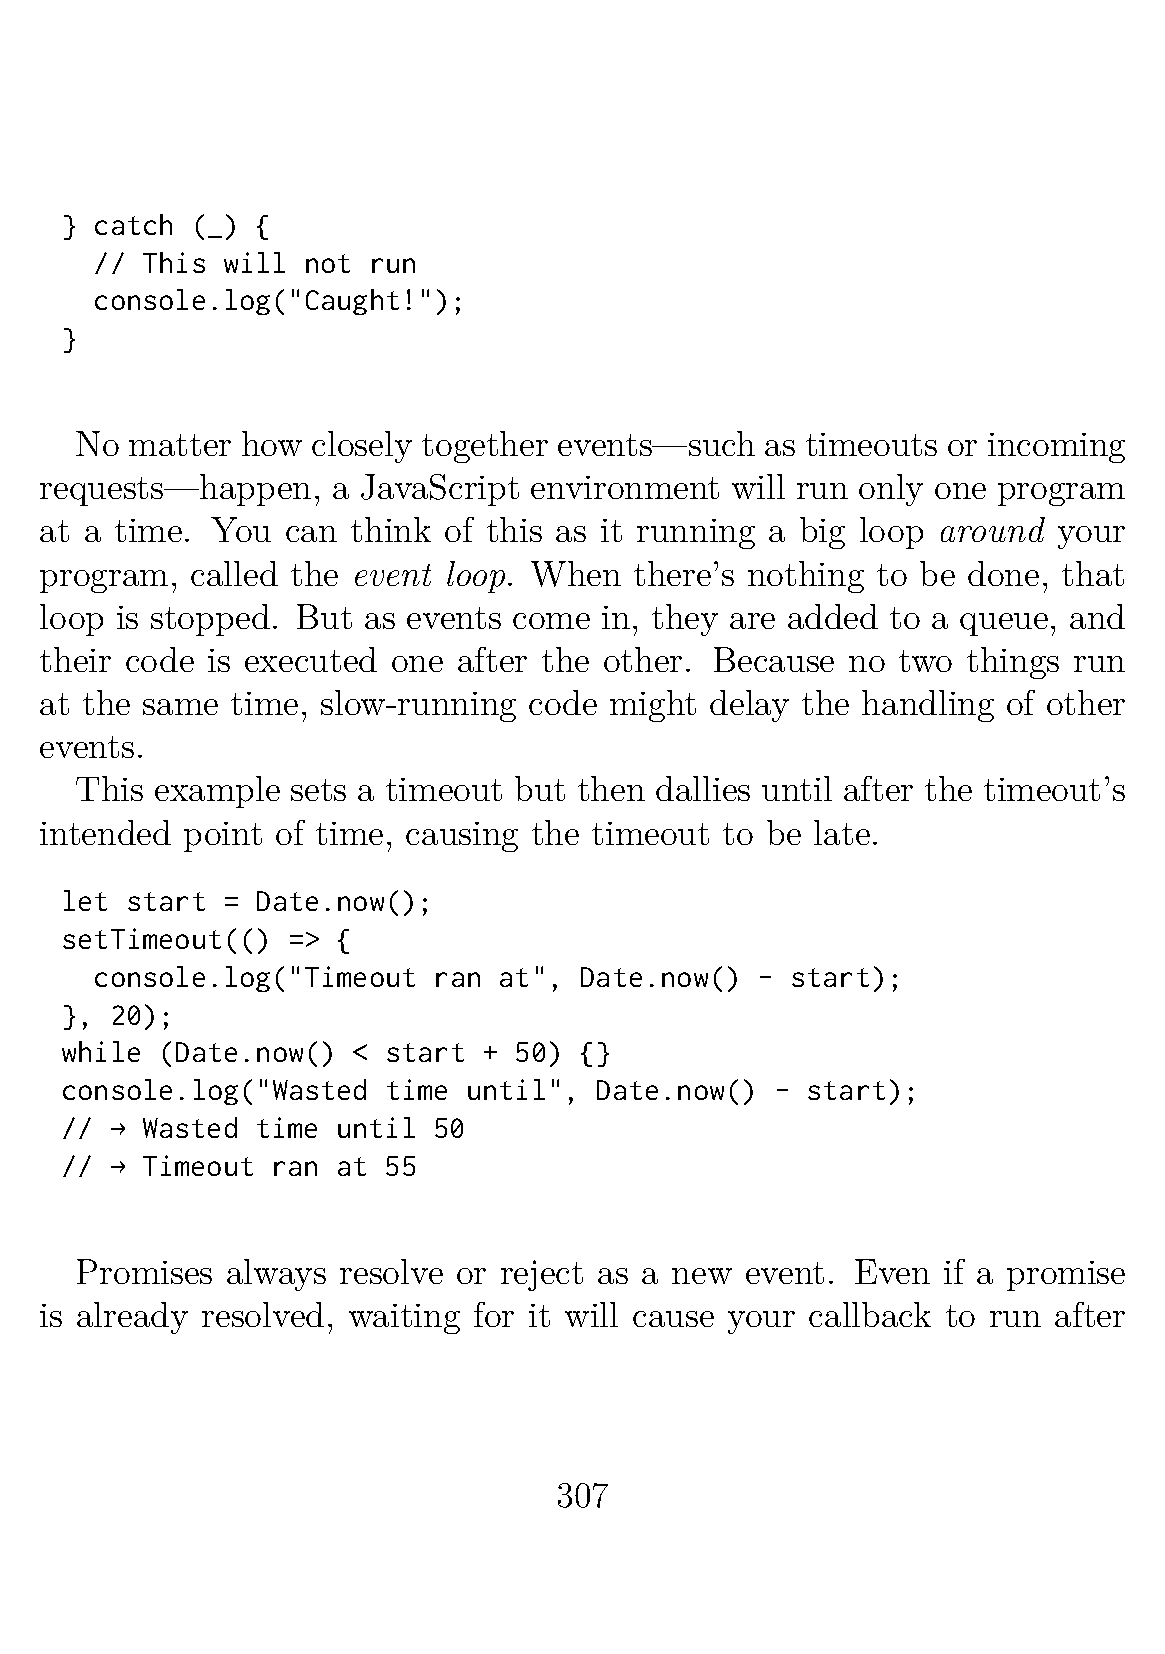 } catch (_) {
  // This will not run
  console.log("Caught!");
}
No matter how closely together events—such as timeouts or incoming
requests—happen, a JavaScript environment will run only one program
at a time. You can think of this as it running a big loop around your
program, called the event loop. When there's nothing to be done, that
loop is stopped. But as events come in, they are added to a queue, and
their code is executed one after the other. Because no two things run
at the same time, slow-running code might delay the handling of other
events.
This example sets a timeout but then dallies until after the timeout's
intended point of time, causing the timeout to be late.
let start = Date.now();
setTimeout(() => {
  console.log("Timeout ran at", Date.now() - start);
}, 20);
while (Date.now() < start + 50) {}
console.log("Wasted time until", Date.now() - start);
// → Wasted time until 50
// → Timeout ran at 55
Promises always resolve or reject as a new event. Even if a promise
is already resolved, waiting for it will cause your callback to run after
307